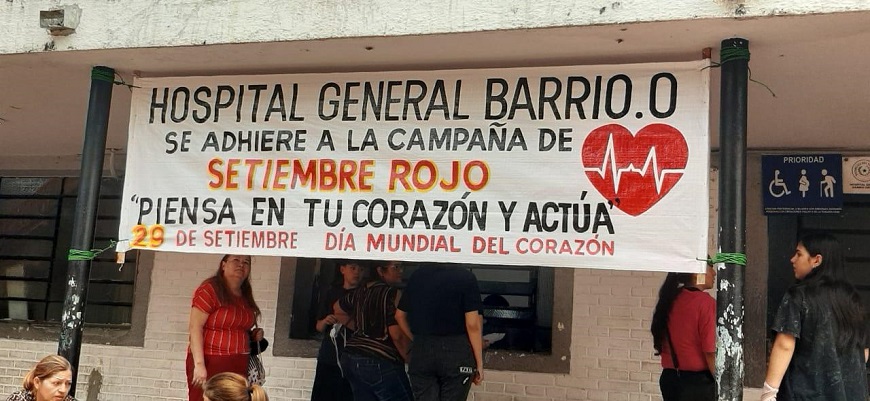 HOSPITAL GENERAL BARRIO.O
SE ADHIERE A LA CAMPAÑA DE
SETIEMBRE ROJO
"PIENSA EN TU CORAZÓN Y ACTÚA"
29 DE SETIEMBRE DÍA MUNDIAL DEL CORAZÓN
PRIORIDAD